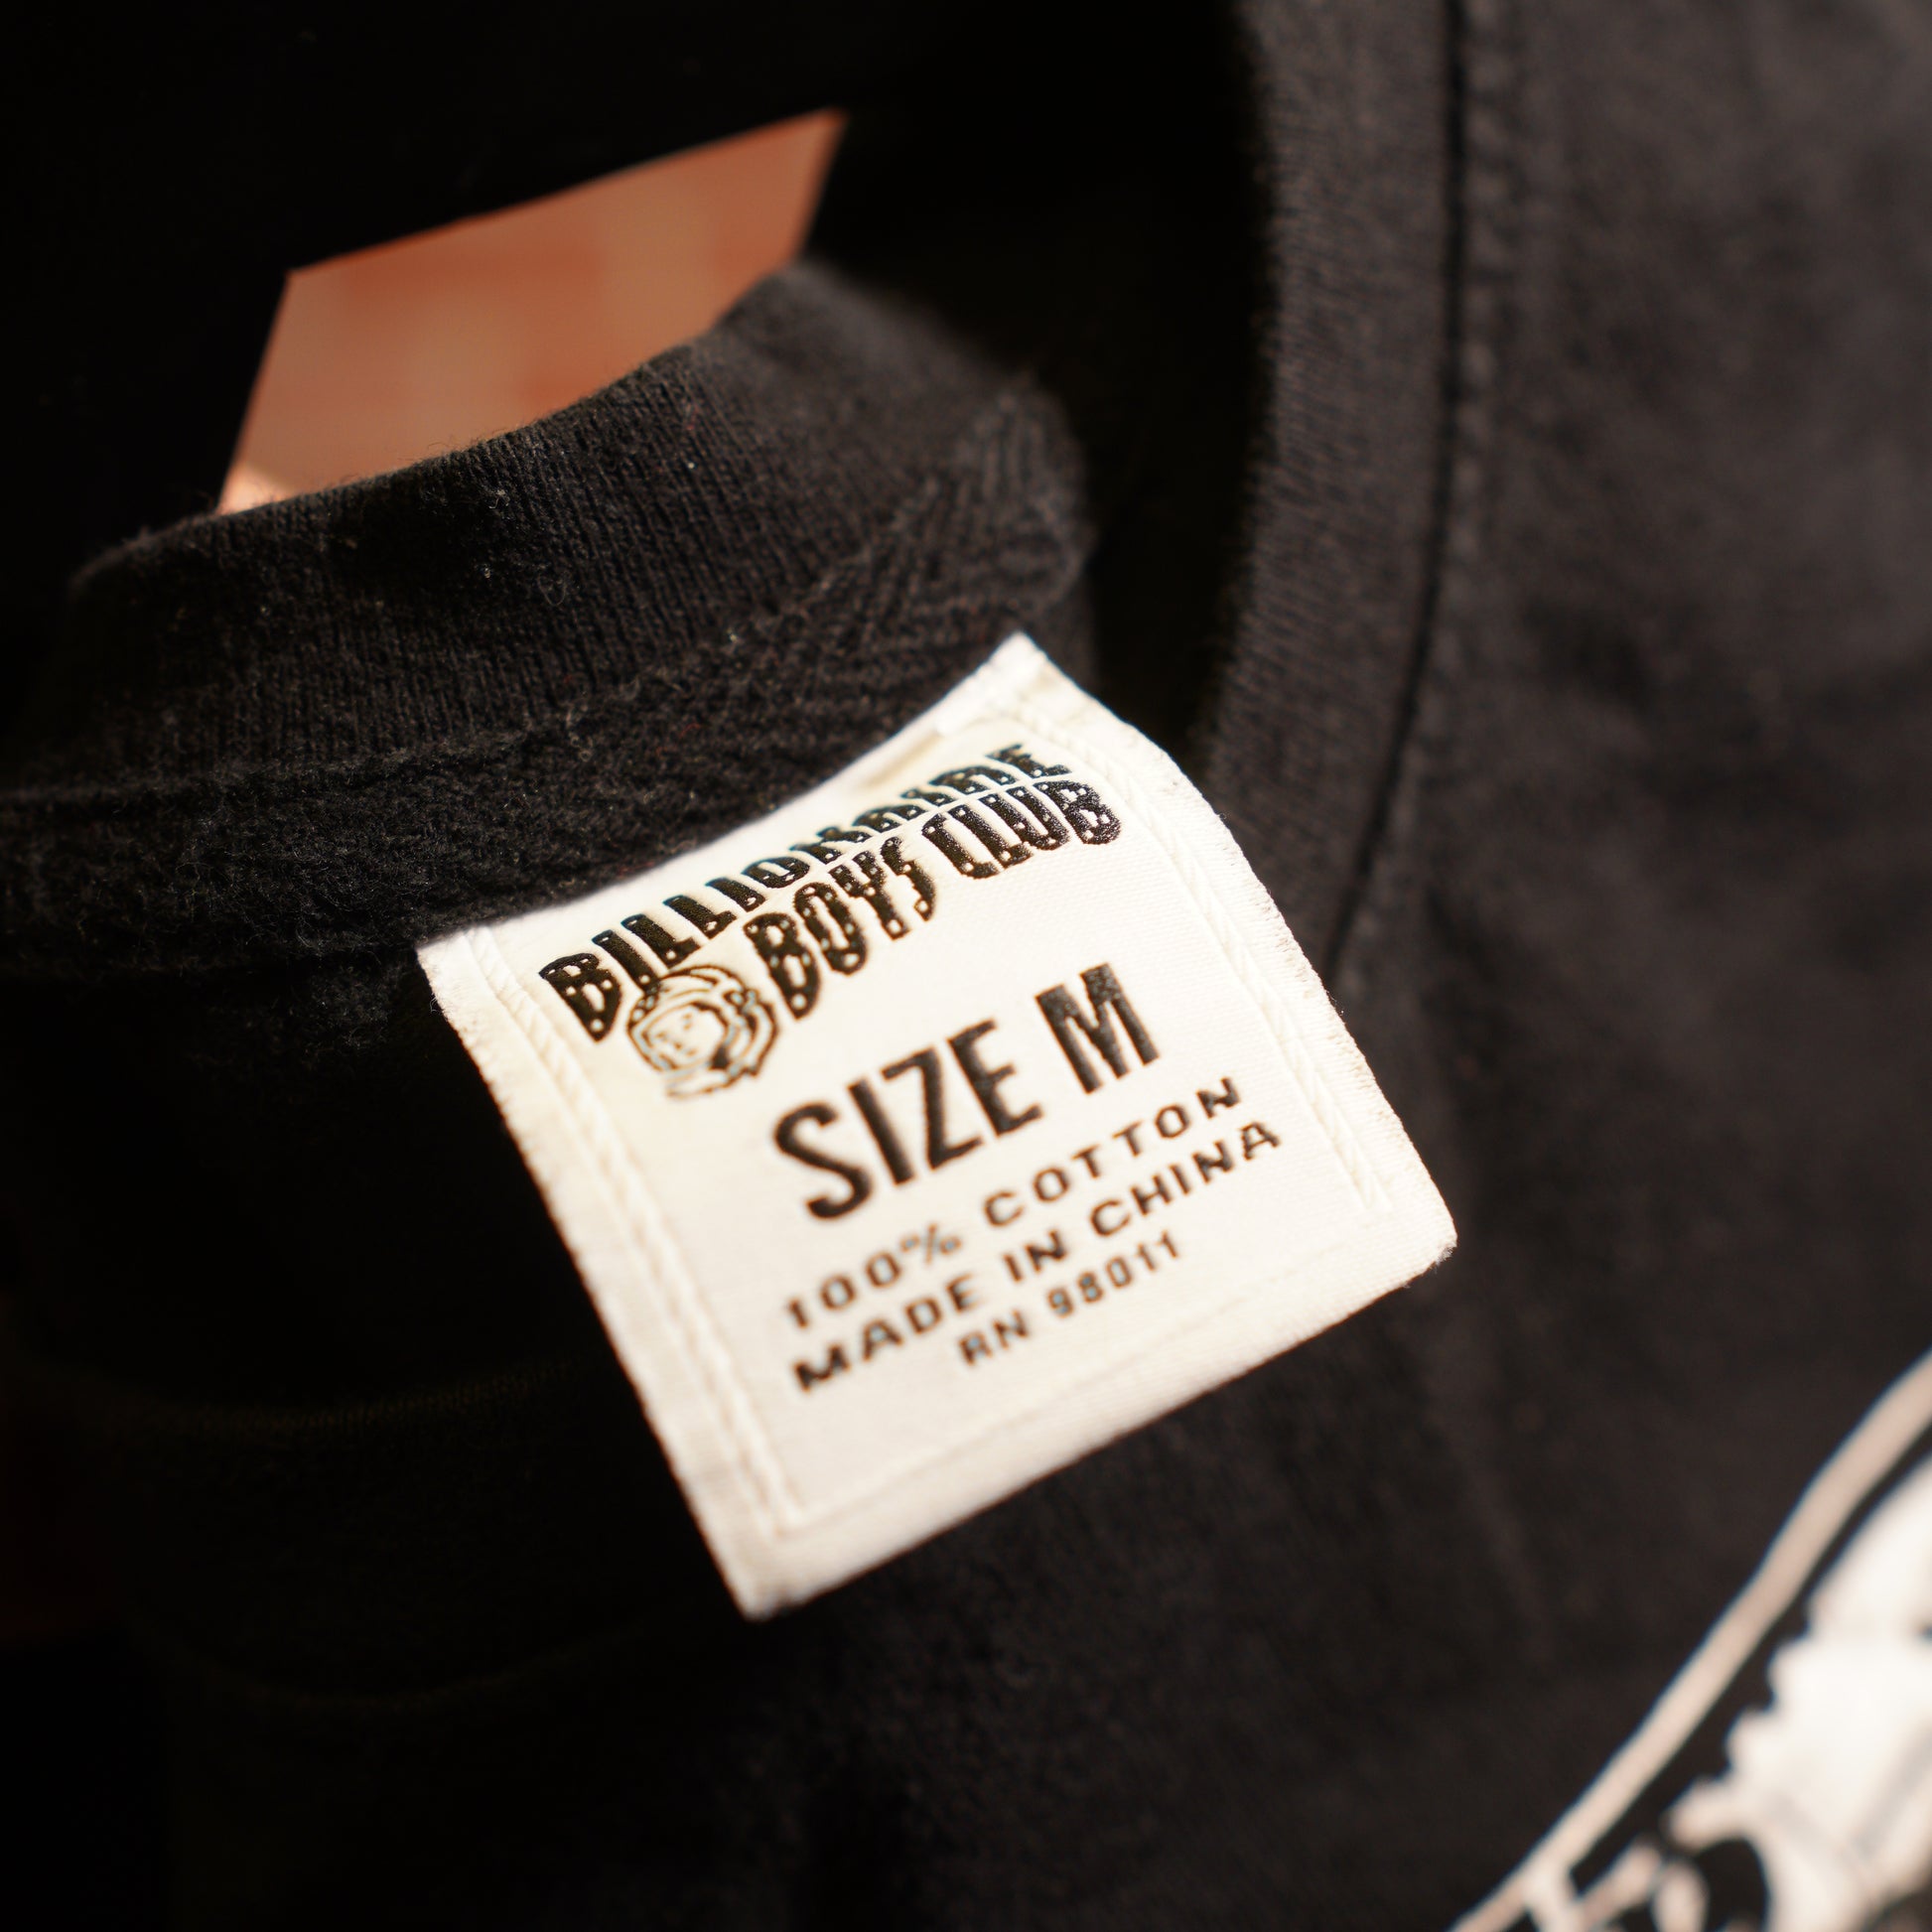 BILLIONAIRE
BOYS CLUB
SIZE M
100% COTTON
MADE IN CHINA
RN 98011